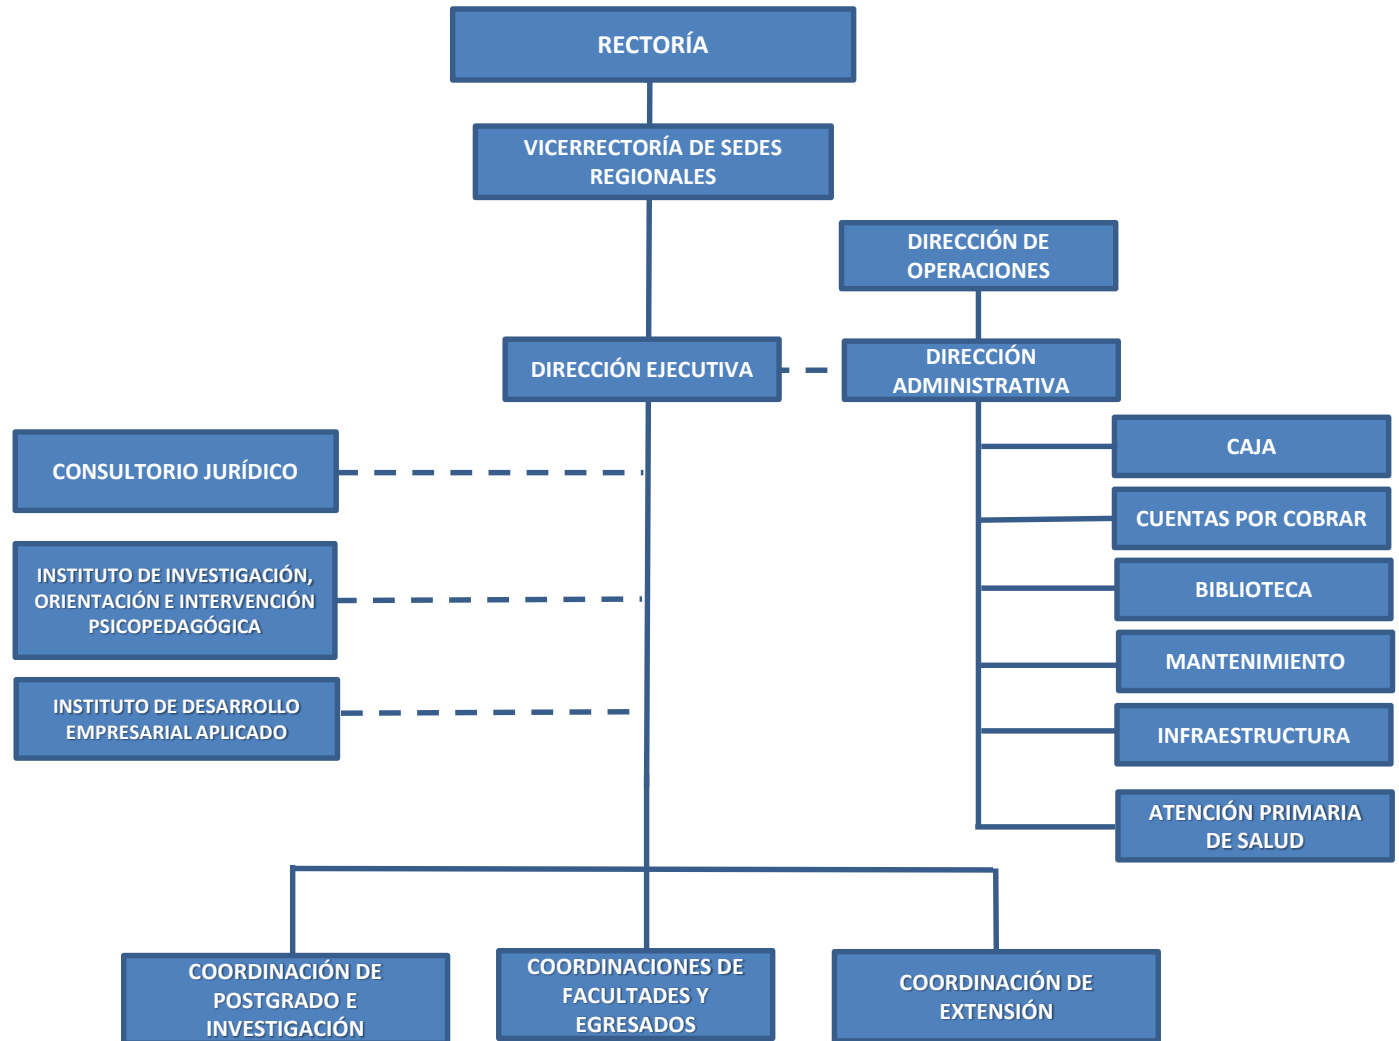 RECTORÍA
VICERRECTORÍA DE SEDES
REGIONALES
DIRECCIÓN DE
OPERACIONES
DIRECCIÓN EJECUTIVA
DIRECCIÓN
ADMINISTRATIVA
CONSULTORIO JURÍDICO
INSTITUTO DE INVESTIGACIÓN,
ORIENTACIÓN E INTERVENCIÓN
PSICOPEDAGÓGICA
INSTITUTO DE DESARROLLO
EMPRESARIAL APLICADO
CAJA
CUENTAS POR COBRAR
BIBLIOTECA
MANTENIMIENTO
INFRAESTRUCTURA
ATENCIÓN PRIMARIA
DE SALUD
COORDINACIÓN DE
POSTGRADO E
INVESTIGACIÓN
COORDINACIONES DE
FACULTADES Y
EGRESADOS
COORDINACIÓN DE
EXTENSIÓN